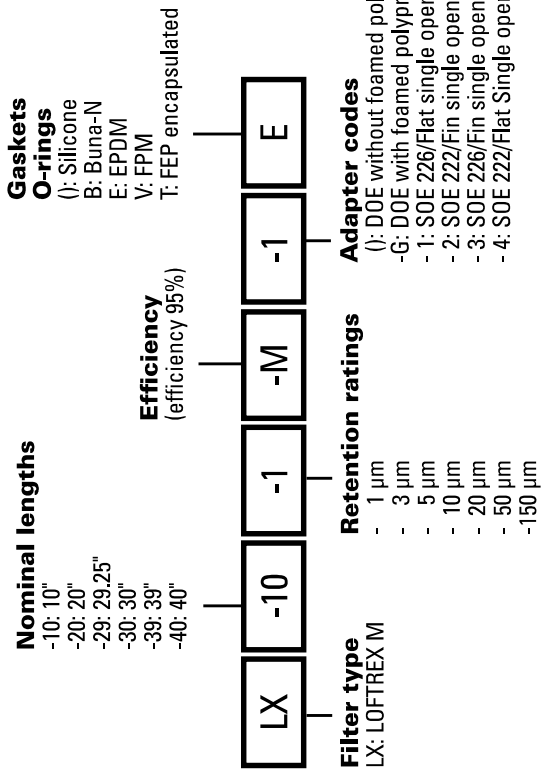 Nominal lengths
-10: 10"
-20: 20"
-29: 29.25"
-30: 30"
-39: 39"
-40: 40"
Efficiency
(efficiency 95%)
Gaskets
O-rings
(): Silicone
B: Buna-N
E: EPDM
V: FPM
T: FEP encapsulated
LX
-10
-1
-M
-1
E
Filter type
LX: LOFTREX M
Retention ratings
- 1 µm
- 3 µm
- 5 µm
- 10 µm
- 20 µm
- 50 µm
-150 µm
Adapter codes
(): DOE without foamed
-G: DOE with foamed
- 1: SOE 226/Flat single open
- 2: SOE 222/Fin single open
- 3: SOE 226/Fin single open
- 4: SOE 222/Flat Single open